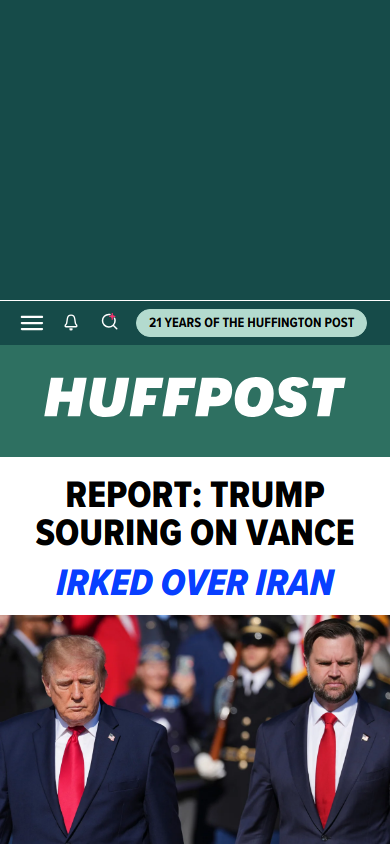 21 YEARS OF THE HUFFINGTON POST
HUFFPOST
REPORT: TRUMP
SOURING ON VANCE
IRKED OVER IRAN